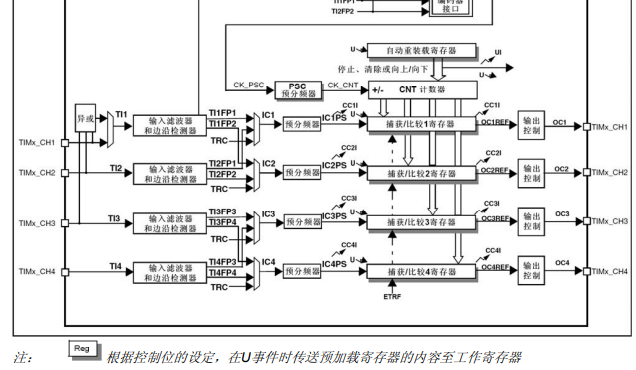 TI1FP1
编码器
TI2FP2
接口
U
自动重装载寄存器
UI
停止、清除或向上/向下
U
CK_PSC
PSC
预分频器
CK_CNT
+/-
CNT 计数器
异或
TI1
输入滤波器
和边沿检测器
TI1FP1
TI1FP2
TRC
IC1
预分频器
CC1I
U
IC1PS
捕获/比较1寄存器
CC1I
OC1REF
输出
控制
OC1
TIMx_CH1
TIMx_CH1
TIMx_CH2
TI2
输入滤波器
和边沿检测器
TI2FP1
TI2FP2
TRC
IC2
预分频器
CC2I
U
IC2PS
捕获/比较2寄存器
CC2I
OC2REF
输出
控制
OC2
TIMx_CH2
TIMx_CH3
TI3
输入滤波器
和边沿检测器
TI3FP3
TI3FP4
TRC
IC3
预分频器
CC3I
U
IC3PS
捕获/比较3寄存器
CC3I
OC3REF
输出
控制
OC3
TIMx_CH3
TIMx_CH4
TI4
输入滤波器
和边沿检测器
TI4FP3
TI4FP4
TRC
IC4
预分频器
CC4I
U
IC4PS
捕获/比较4寄存器
CC4I
OC4REF
输出
控制
OC4
TIMx_CH4
ETRF
注:
Reg
根据控制位的设定，在U事件时传送预加载寄存器的内容至工作寄存器